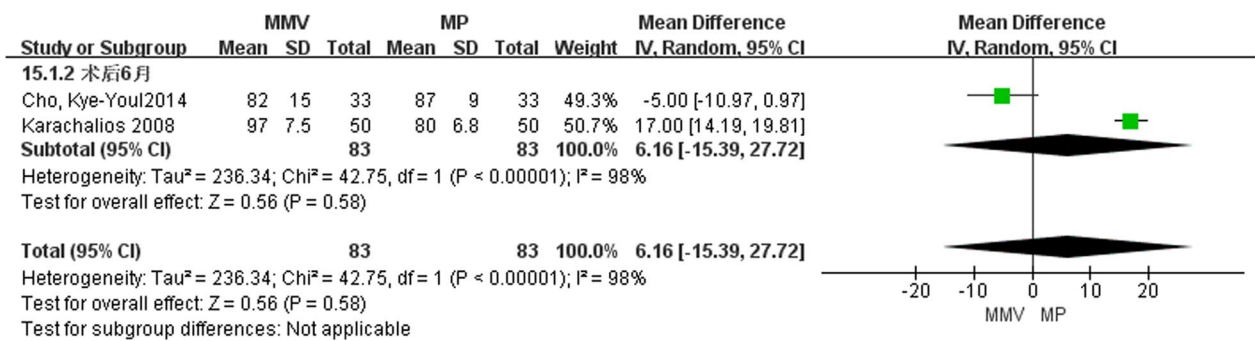 MMV MP Mean Difference Mean Difference
Study or Subgroup Mean SD Total Mean SD Total Weight IV, Random, 95% CI IV, Random, 95% CI
15.1.2 术后6月
Cho, Kye-Youl2014 82 15 33 87 9 33 49.3% -5.00 [-10.97, 0.97]
Karachalios 2008 97 7.5 50 80 6.8 50 50.7% 17.00 [14.19, 19.81]
Subtotal (95% CI) 83 83 100.0% 6.16 [-15.39, 27.72]
Heterogeneity: Tau² = 236.34; Chi² = 42.75, df = 1 (P < 0.00001); I² = 98%
Test for overall effect: Z = 0.56 (P = 0.58)
Total (95% CI) 83 83 100.0% 6.16 [-15.39, 27.72]
Heterogeneity: Tau² = 236.34; Chi² = 42.75, df = 1 (P < 0.00001); I² = 98%
Test for overall effect: Z = 0.56 (P = 0.58)
Test for subgroup differences: Not applicable
-20 -10 0 10 20
MMV MP